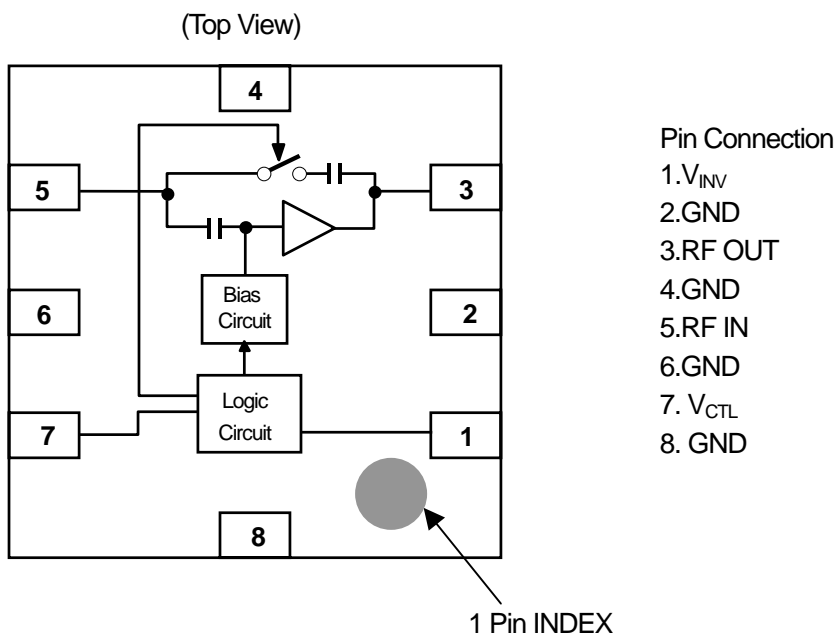 (Top View)
4
5
3
6
2
7
1
8
Bias
Circuit
Logic
Circuit
1 Pin INDEX
Pin Connection
1.VINV
2.GND
3.RF OUT
4.GND
5.RF IN
6.GND
7. VCTL
8. GND